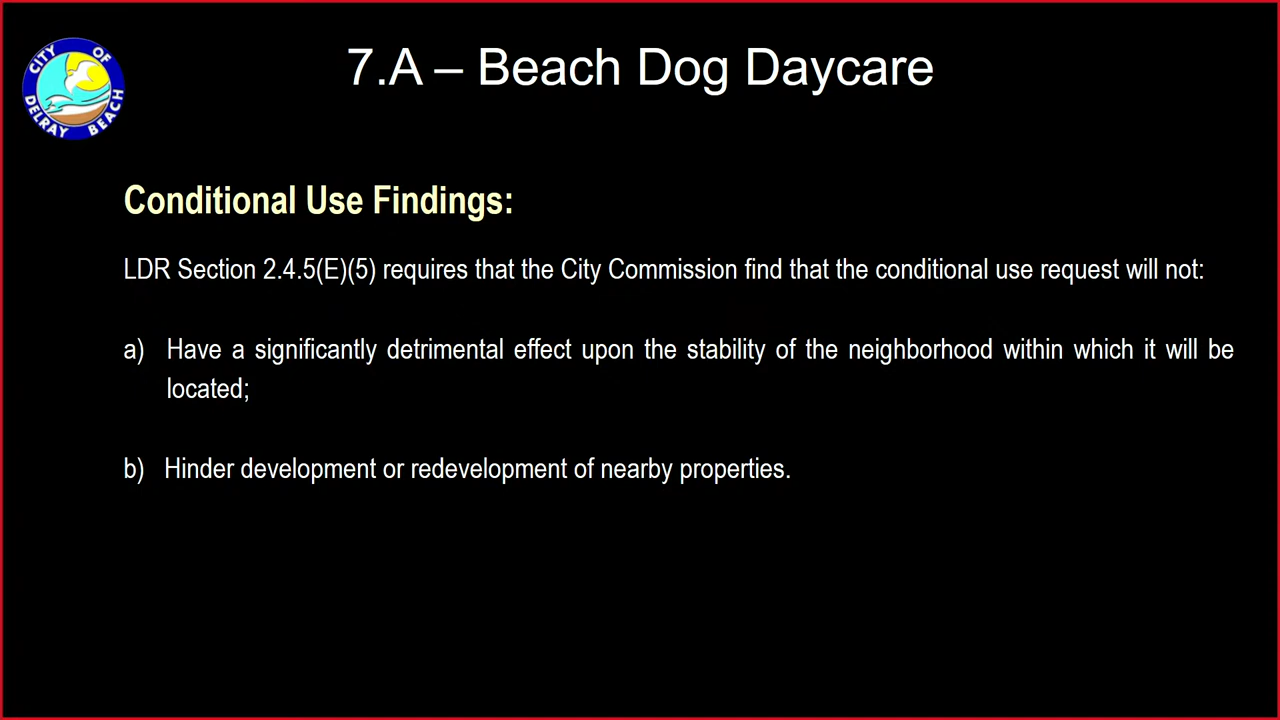 CITY OF
DELRAY BEACH
7.A – Beach Dog Daycare
Conditional Use Findings:
LDR Section 2.4.5(E)(5) requires that the City Commission find that the conditional use request will not:
a) Have a significantly detrimental effect upon the stability of the neighborhood within which it will be
located;
b) Hinder development or redevelopment of nearby properties.